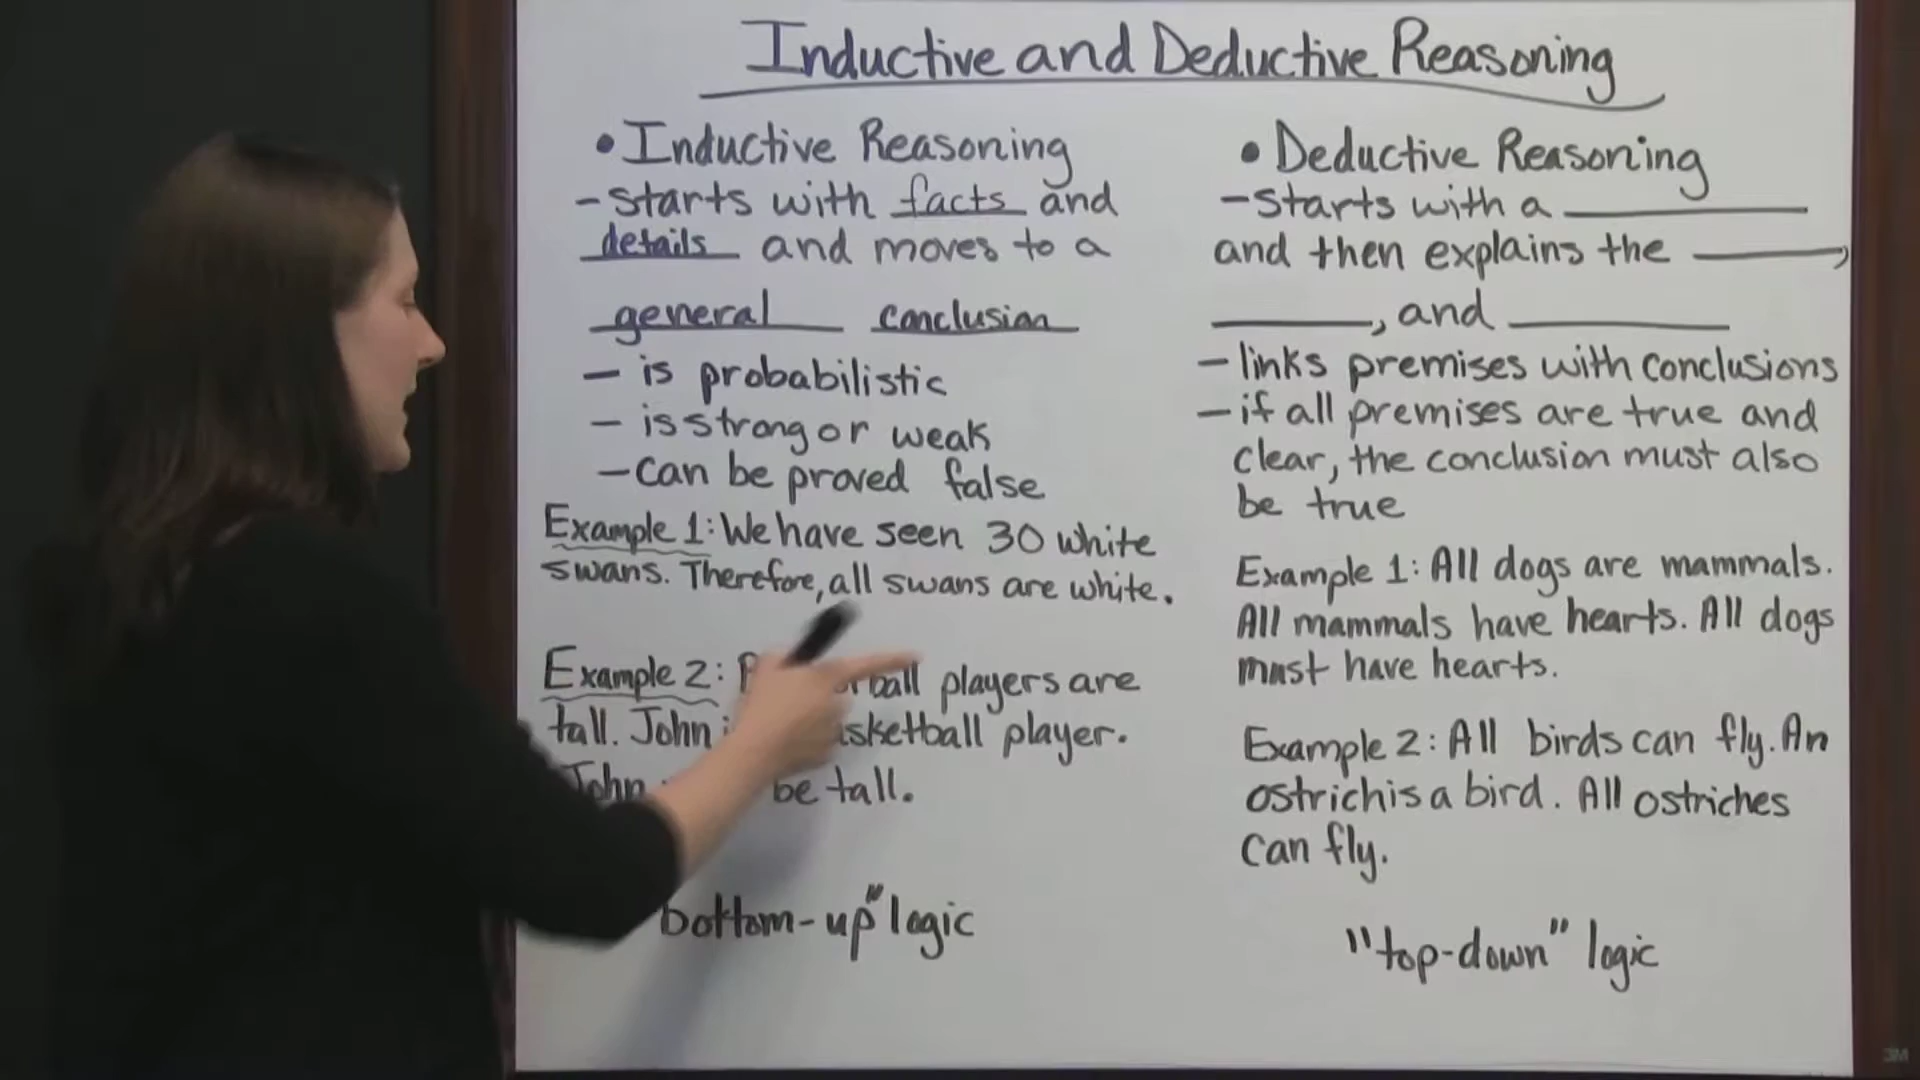 Inductive and Deductive Reasoning
• Inductive Reasoning
- starts with facts and
details and moves to a
general conclusion
- is probabilistic
- is strong or weak
- can be proved false
Example 1: We have seen 30 white
swans. Therefore, all swans are white.
Example 2: players are
tall. John player.
John be tall.
bottom-up" logic
• Deductive Reasoning
- starts with a
and then explains the ,
, and
- links premises with conclusions
- if all premises are true and
clear, the conclusion must also
be true
Example 1: All dogs are mammals.
All mammals have hearts. All dogs
must have hearts.
Example 2: All birds can fly. An
ostrich is a bird. All ostriches
can fly.
"top-down" logic
3M